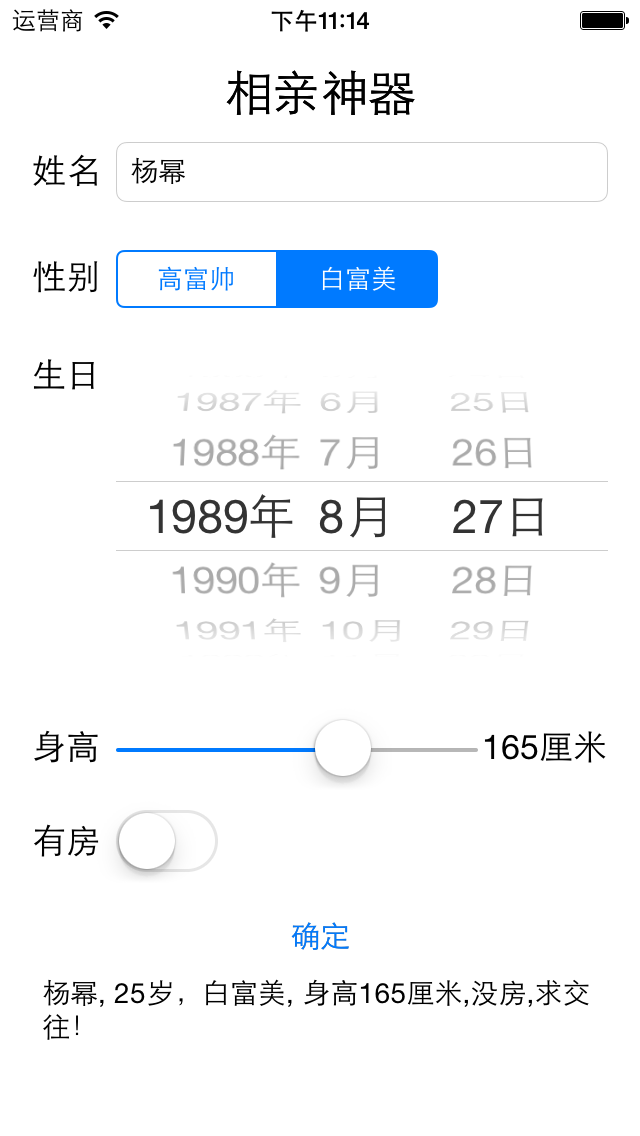 运营商 下午11:14
相亲神器
姓名 杨幂
性别 高富帅 白富美
生日
1987年 6月 25日
1988年 7月 26日
1989年 8月 27日
1990年 9月 28日
1991年 10月 29日
身高 165厘米
有房
确定
杨幂, 25岁，白富美, 身高165厘米,没房,求交
往！